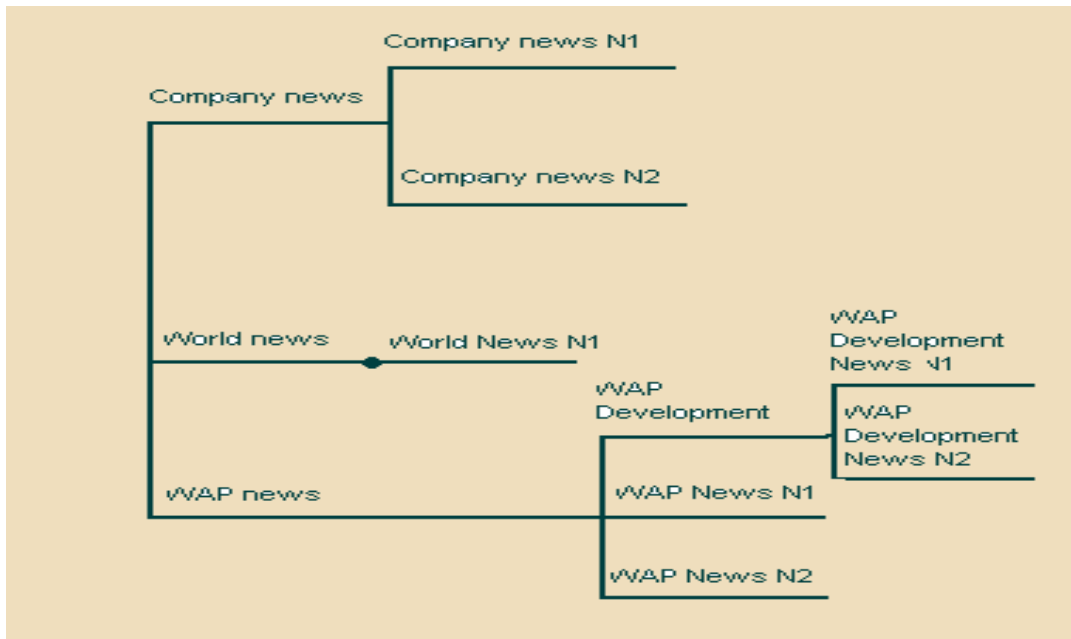 Company news N1
Company news
Company news N2
World news
World News N1
WAP
Development
News N1
WAP
Development
WAP
Development
News N2
WAP news
WAP News N1
WAP News N2